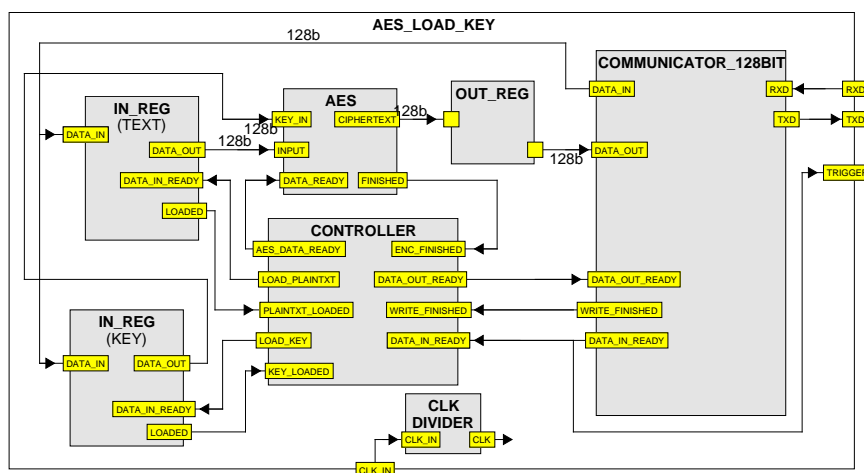 AES_LOAD_KEY
128b
COMMUNICATOR_128BIT
IN_REG
(TEXT)
DATA_IN
DATA_OUT
DATA_IN_READY
LOADED
128b
128b
AES
KEY_IN
CIPHERTEXT
INPUT
DATA_READY
FINISHED
128b
OUT_REG
128b
DATA_IN
RXD
RXD
TXD
TXD
DATA_OUT
TRIGGER
CONTROLLER
AES_DATA_READY
ENC_FINISHED
LOAD_PLAINTXT
DATA_OUT_READY
DATA_OUT_READY
PLAINTXT_LOADED
WRITE_FINISHED
WRITE_FINISHED
LOAD_KEY
DATA_IN_READY
DATA_IN_READY
KEY_LOADED
IN_REG
(KEY)
DATA_IN
DATA_OUT
DATA_IN_READY
LOADED
CLK
DIVIDER
CLK_IN
CLK
CLK_IN